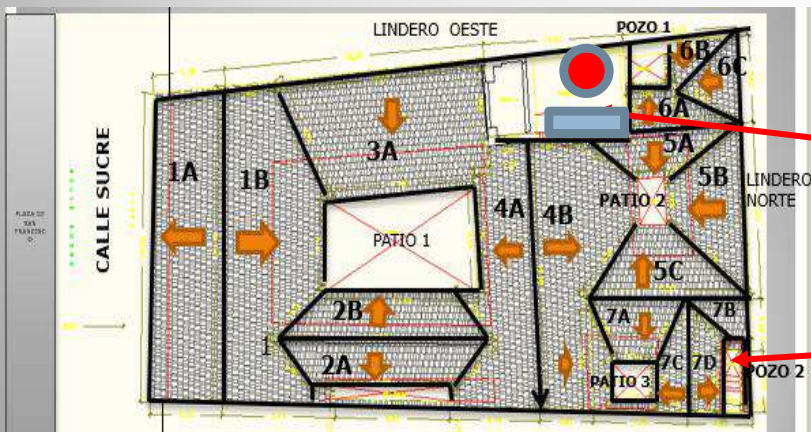 LINDERO OESTE
POZO 1
6B
6C
6A
1A
1B
3A
5A
5B
LINDERO
NORTE
CALLE SUCRE
4A
4B
PATIO 2
PATIO 1
5C
2B
7A
7B
1
2A
PATIO 3
7C
7D
POZO 2